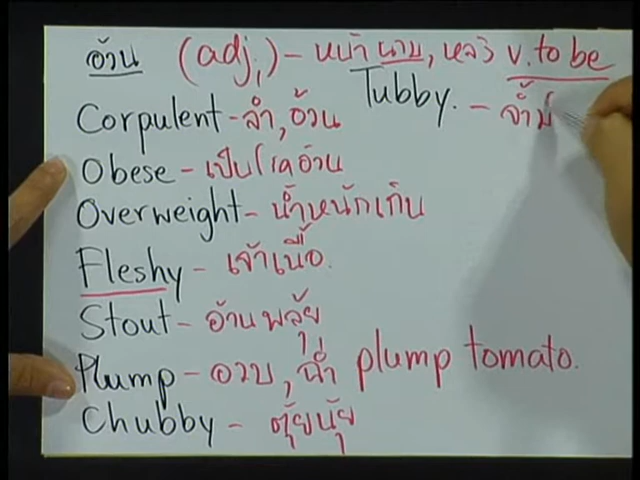 อ้วน (adj.) - หน้า นาม, หลัง v. to be
Tubby. - จ้ำม
Corpulent - ล่ำ, อ้วน
Obese - เป็นโรคอ้วน
Overweight - น้ำหนักเกิน
Fleshy - เจ้าเนื้อ.
Stout - อ้วนพลุ้ย
Plump - อวบ, ฉ่ำ plump tomato.
Chubby - ตุ้ยนุ้ย